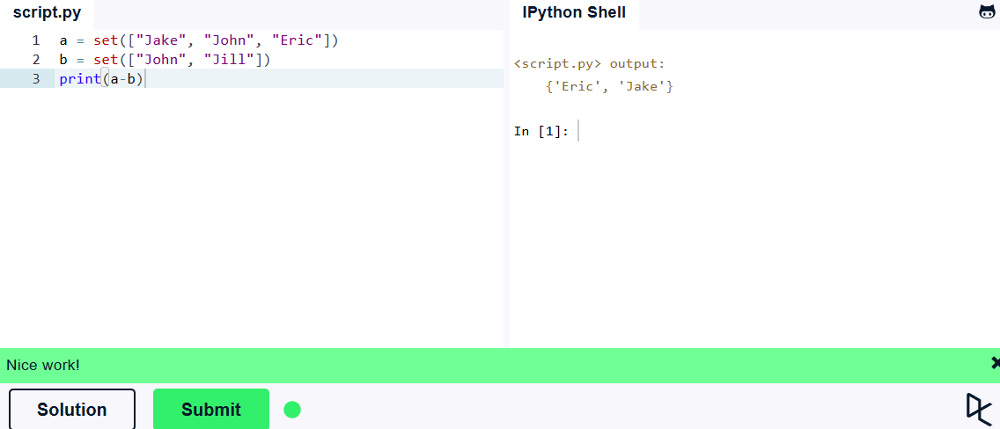 script.py
1 a = set(["Jake", "John", "Eric"])
2 b = set(["John", "Jill"])
3 print(a-b)
IPython Shell
<script.py> output:
{'Eric', 'Jake'}
In [1]:
Nice work!
Solution
Submit